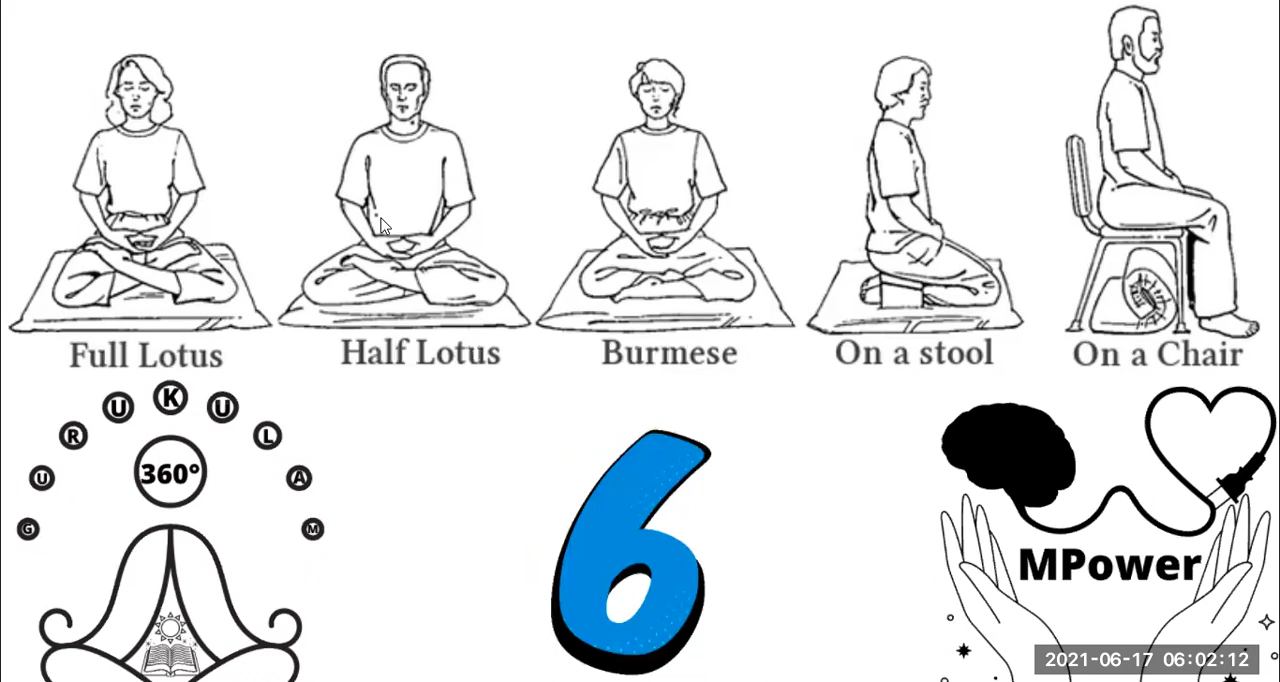 Full Lotus
Half Lotus
Burmese
On a stool
On a Chair
GURUKULAM
360°
6
MPower
2021-06-17 06:02:12